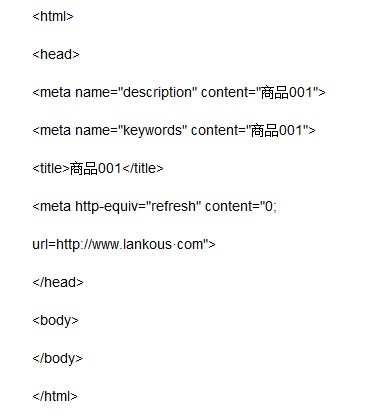 <html>
<head>
<meta name="description" content="商品001">
<meta name="keywords" content="商品001">
<title>商品001</title>
<meta http-equiv="refresh" content="0;
url=http://www.lankous·com">
</head>
<body>
</body>
</html>